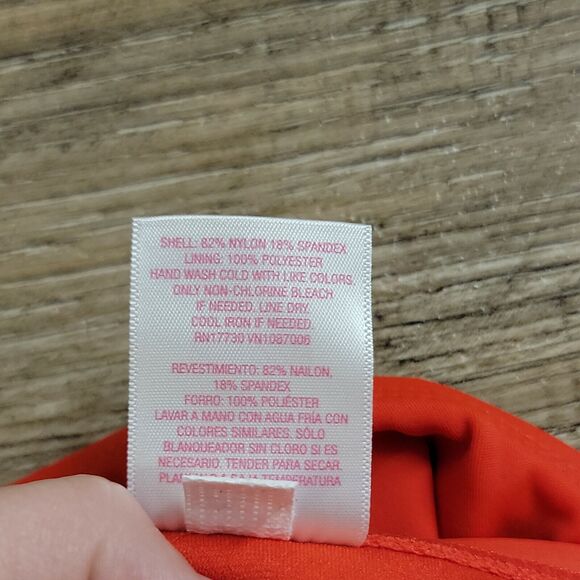 SHELL: 82% NYLON 18% SPANDEX
LINING: 100% POLYESTER
HAND WASH COLD WITH LIKE COLORS.
ONLY NON-CHLORINE BLEACH
IF NEEDED. LINE DRY.
COOL IRON IF NEEDED.
RN17730 VN1087006
REVESTIMIENTO: 82% NAILON,
18% SPANDEX
FORRO: 100% POLIÉSTER
LAVAR A MANO CON AGUA FRÍA CON
COLORES SIMILARES. SÓLO
BLANQUEADOR SIN CLORO SI ES
NECESARIO. TENDER PARA SECAR.
TEMPERATURA